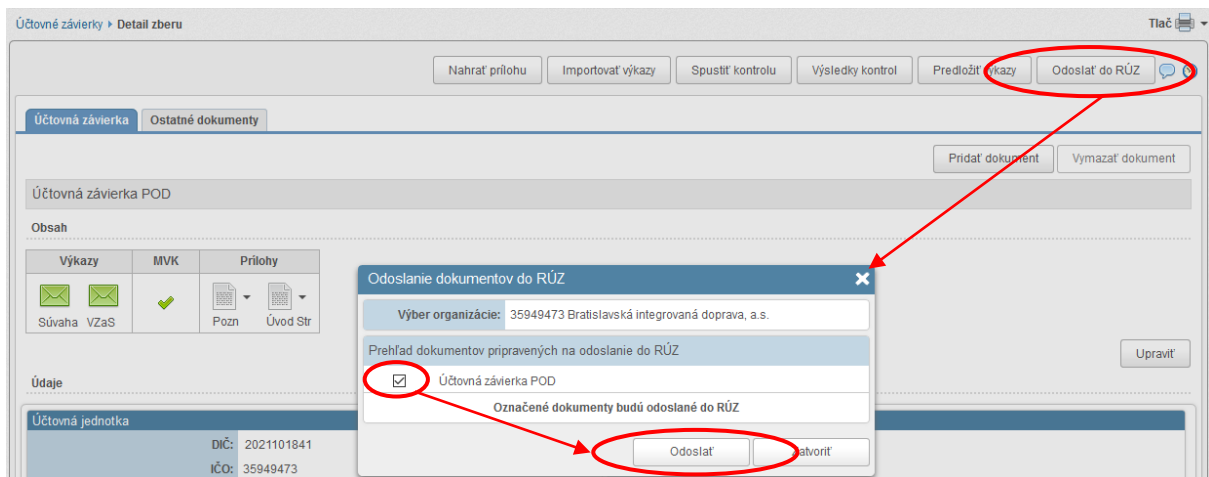 Účtovné závierky ▸ Detail zberu
Tlač
Nahrať prílohu
Importovať výkazy
Spustiť kontrolu
Výsledky kontrol
Predložiť výkazy
Odoslať do RÚZ
Účtovná závierka
Ostatné dokumenty
Pridať dokument
Vymazať dokument
Účtovná závierka POD
Obsah
Výkazy
MVK
Prílohy
Súvaha VZaS
Pozn
Úvod Str
Odoslanie dokumentov do RÚZ
Výber organizácie: 35949473 Bratislavská integrovaná doprava, a.s.
Prehľad dokumentov pripravených na odoslanie do RÚZ
Účtovná závierka POD
Označené dokumenty budú odoslané do RÚZ
Odoslať
Zatvoriť
Upraviť
Údaje
Účtovná jednotka
DIČ: 2021101841
IČO: 35949473